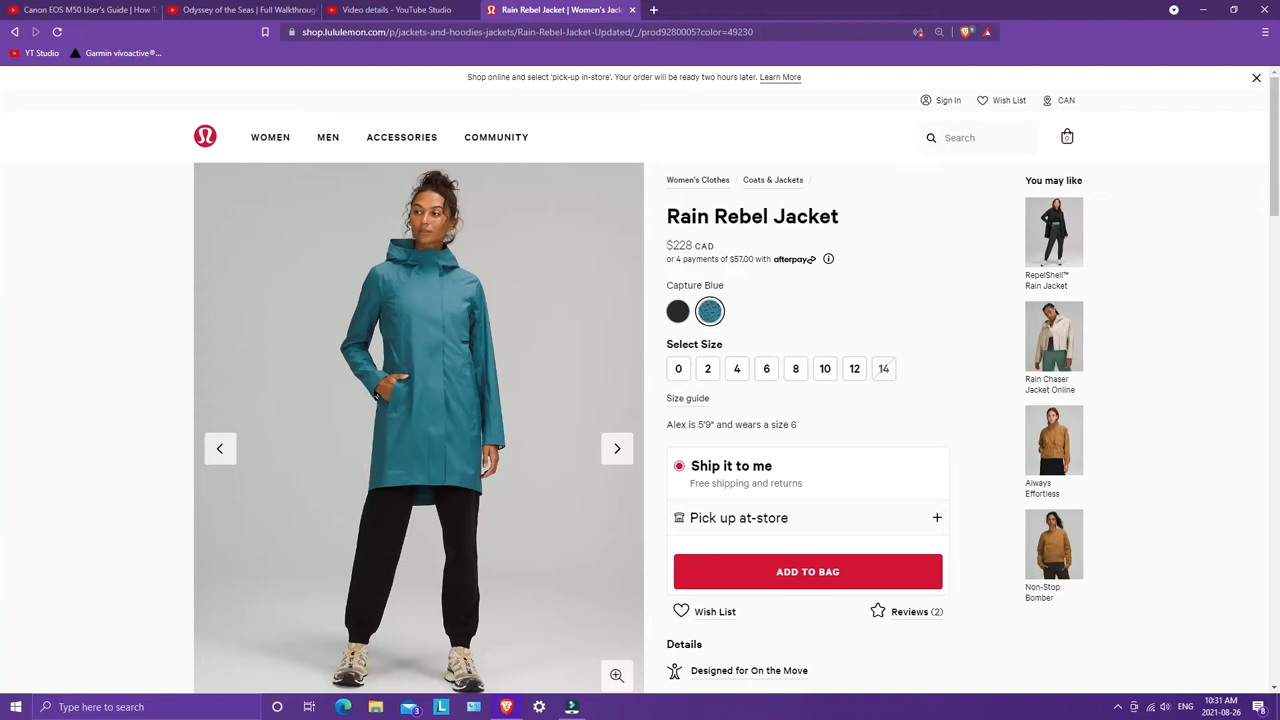 Canon EOS M50 User's Guide | How To
Odyssey of the Seas | Full Walkthroug
Video details - YouTube Studio
Rain Rebel Jacket | Women's Jack
shop.lululemon.com/p/jackets-and-hoodies-jackets/Rain-Rebel-Jacket-Updated/_/prod9280005?color=49230
YT Studio
Garmin vívoactive®...
Shop online and select 'pick-up in-store'. Your order will be ready two hours later. Learn More
Sign In
Wish List
CAN
WOMEN
MEN
ACCESSORIES
COMMUNITY
Search
0
Women's Clothes / Coats & Jackets /
Rain Rebel Jacket
$228 CAD
or 4 payments of $57.00 with afterpay
Capture Blue
Select Size
0 2 4 6 8 10 12 14
Size guide
Alex is 5'9" and wears a size 6
Ship it to me
Free shipping and returns
Pick up at-store
ADD TO BAG
Wish List
Reviews (2)
Details
Designed for On the Move
You may like
RepelShell™
Rain Jacket
Rain Chaser
Jacket Online
Always
Effortless
Non-Stop
Bomber
Type here to search
10:31 AM
2021-08-26